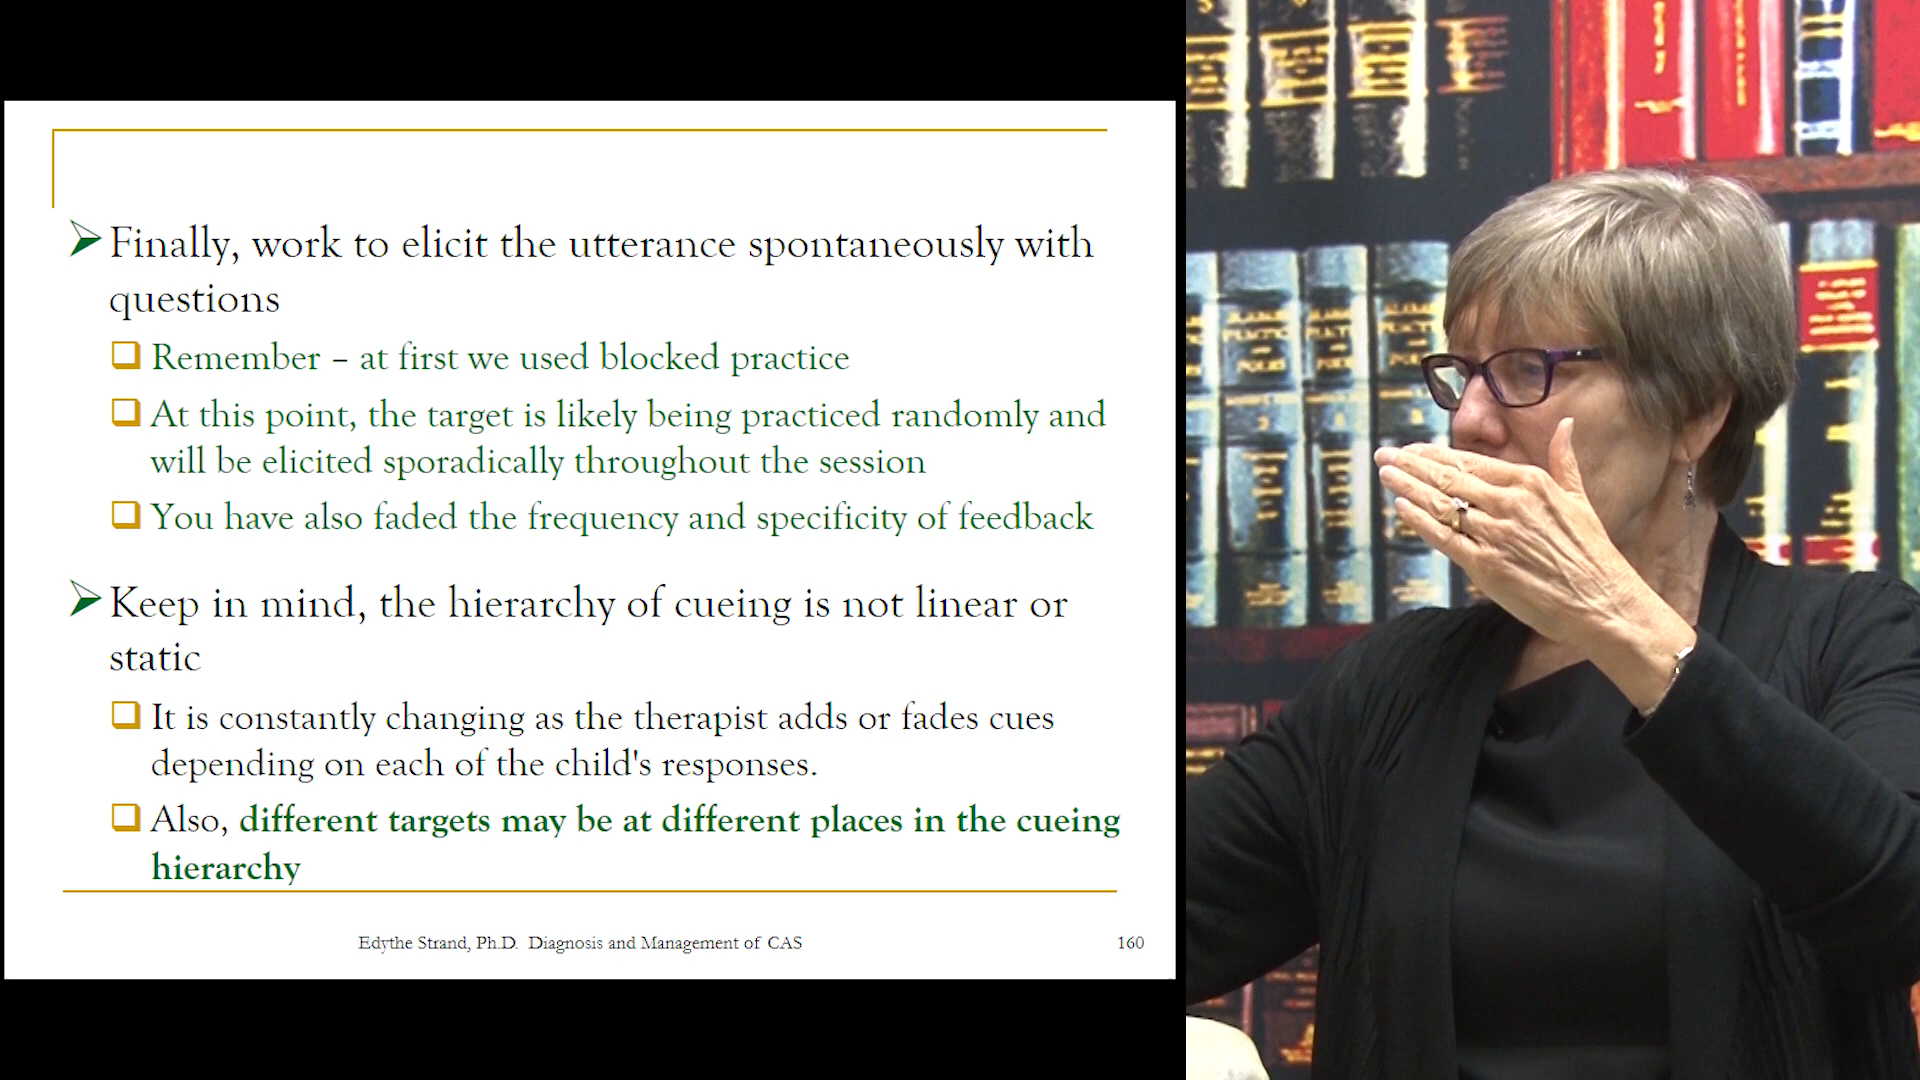 Finally, work to elicit the utterance spontaneously with
questions
Remember – at first we used blocked practice
At this point, the target is likely being practiced randomly and
will be elicited sporadically throughout the session
You have also faded the frequency and specificity of feedback
Keep in mind, the hierarchy of cueing is not linear or
static
It is constantly changing as the therapist adds or fades cues
depending on each of the child's responses.
Also, different targets may be at different places in the cueing
hierarchy
Edythe Strand, Ph.D. Diagnosis and Management of CAS
160